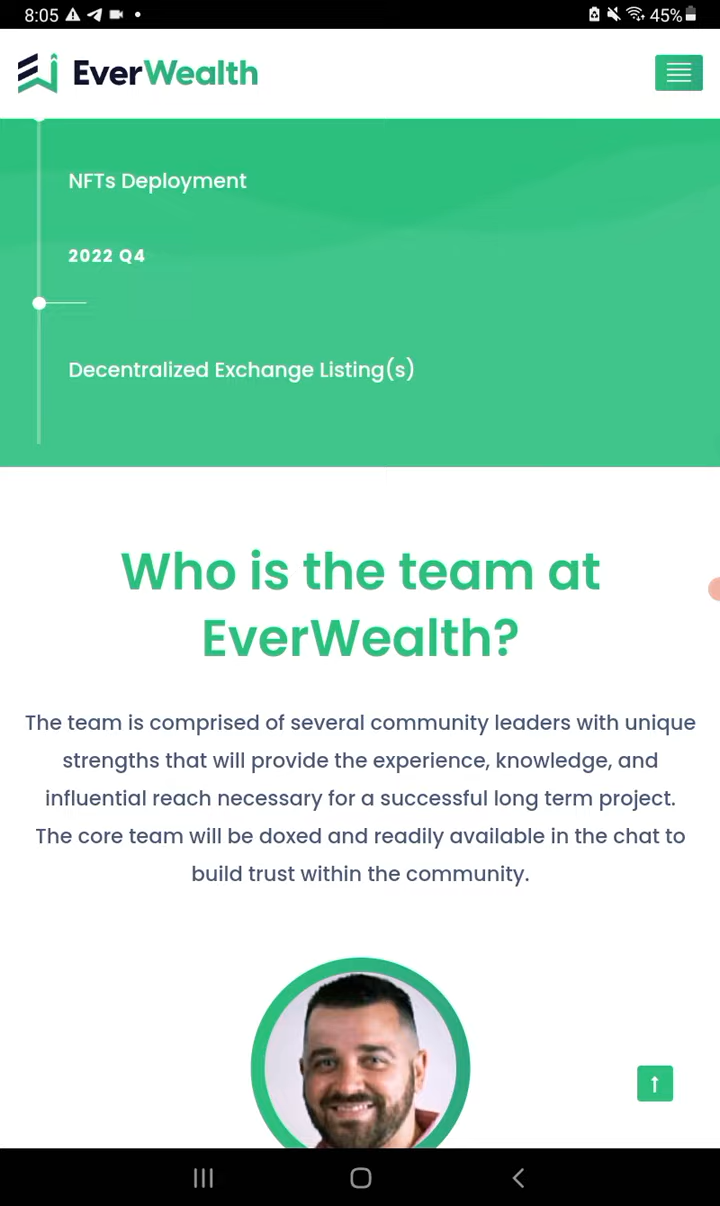 8:05
45%
EverWealth
NFTs Deployment
2022 Q4
Decentralized Exchange Listing(s)
Who is the team at
EverWealth?
The team is comprised of several community leaders with unique
strengths that will provide the experience, knowledge, and
influential reach necessary for a successful long term project.
The core team will be doxed and readily available in the chat to
build trust within the community.